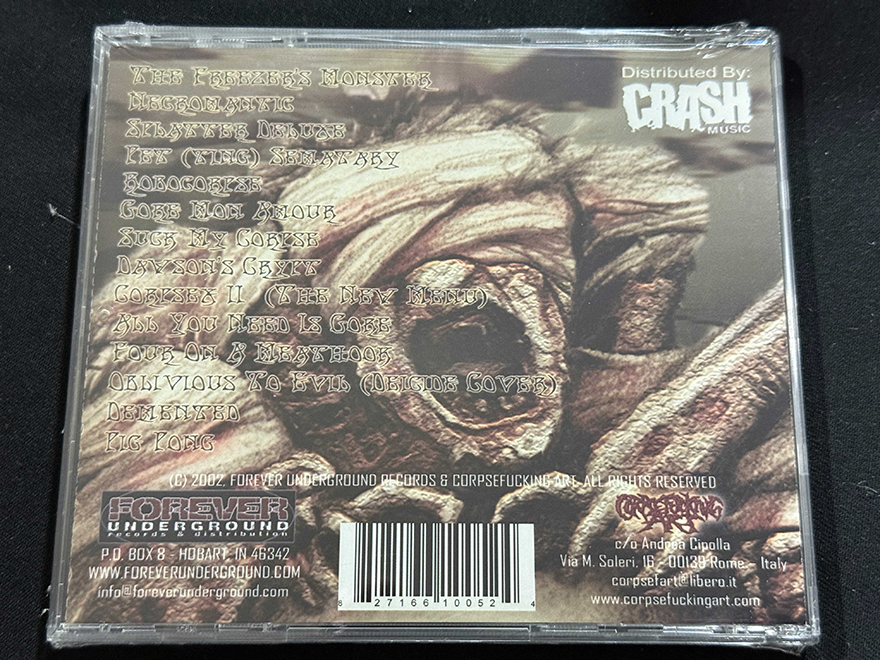 The Freezer's Monster
Necromantic
Splatter Deluxe
Pet (ting) Sematary
Robocorpse
Gore Mon Amour
Suck My Corpse
Dawson's Crypt
Corpsex II (The New Menu)
All You Need Is Gore
Four On A Meathook
Oblivious To Evil (Deicide Cover)
Demented
Pig Pong
Distributed By:
CRASH
MUSIC
(C) 2002, FOREVER UNDERGROUND RECORDS & CORPSEFUCKING ART. ALL RIGHTS RESERVED
FOREVER
UNDERGROUND
records & distribution
P.O. BOX 8 - HOBART, IN 46342
WWW.FOREVERUNDERGROUND.COM
info@foreverunderground.com
8 27166 10052 4
CORPSEFUCKING
ART
c/o Andrea Cipolla
Via M. Soleri, 16 - 00139 Rome - Italy
corpsefart@libero.it
www.corpsefuckingart.com